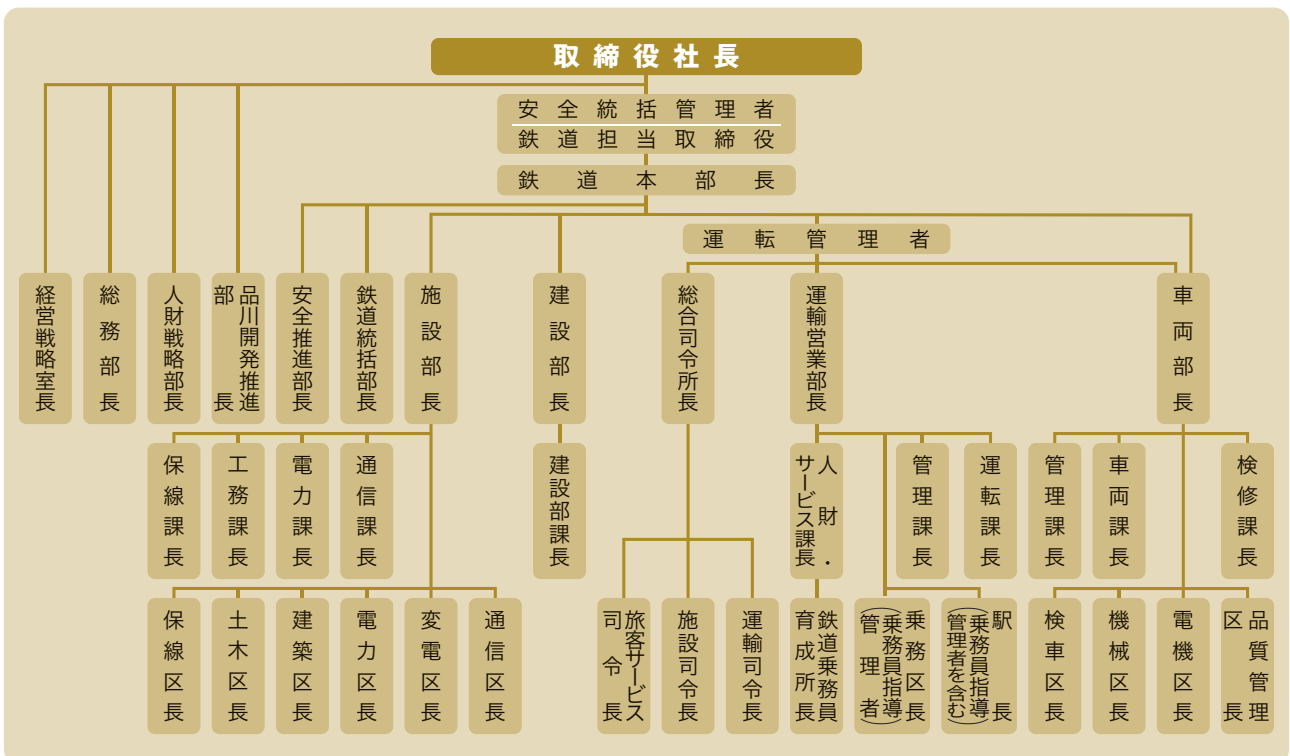 取締役社長
安全統括管理者
鉄道担当取締役
鉄道本部長
運転管理者
経営戦略室長
総務部長
人財戦略部長
品川開発推進
部長
安全推進部長
鉄道統括部長
施設部長
建設部長
総合司令所長
運輸営業部長
車両部長
保線課長
工務課長
電力課長
通信課長
建設部課長
人財・
サービス課長
管理課長
運転課長
管理課長
車両課長
検修課長
保線区長
土木区長
建築区長
電力区長
変電区長
通信区長
旅客サービス
司令長
施設司令長
運輸司令長
鉄道乗務員
育成所長
乗務区長
(乗務員指導
管理者)
駅長
(乗務員指導
管理者を含む)
検車区長
機械区長
電機区長
品質管理
区長